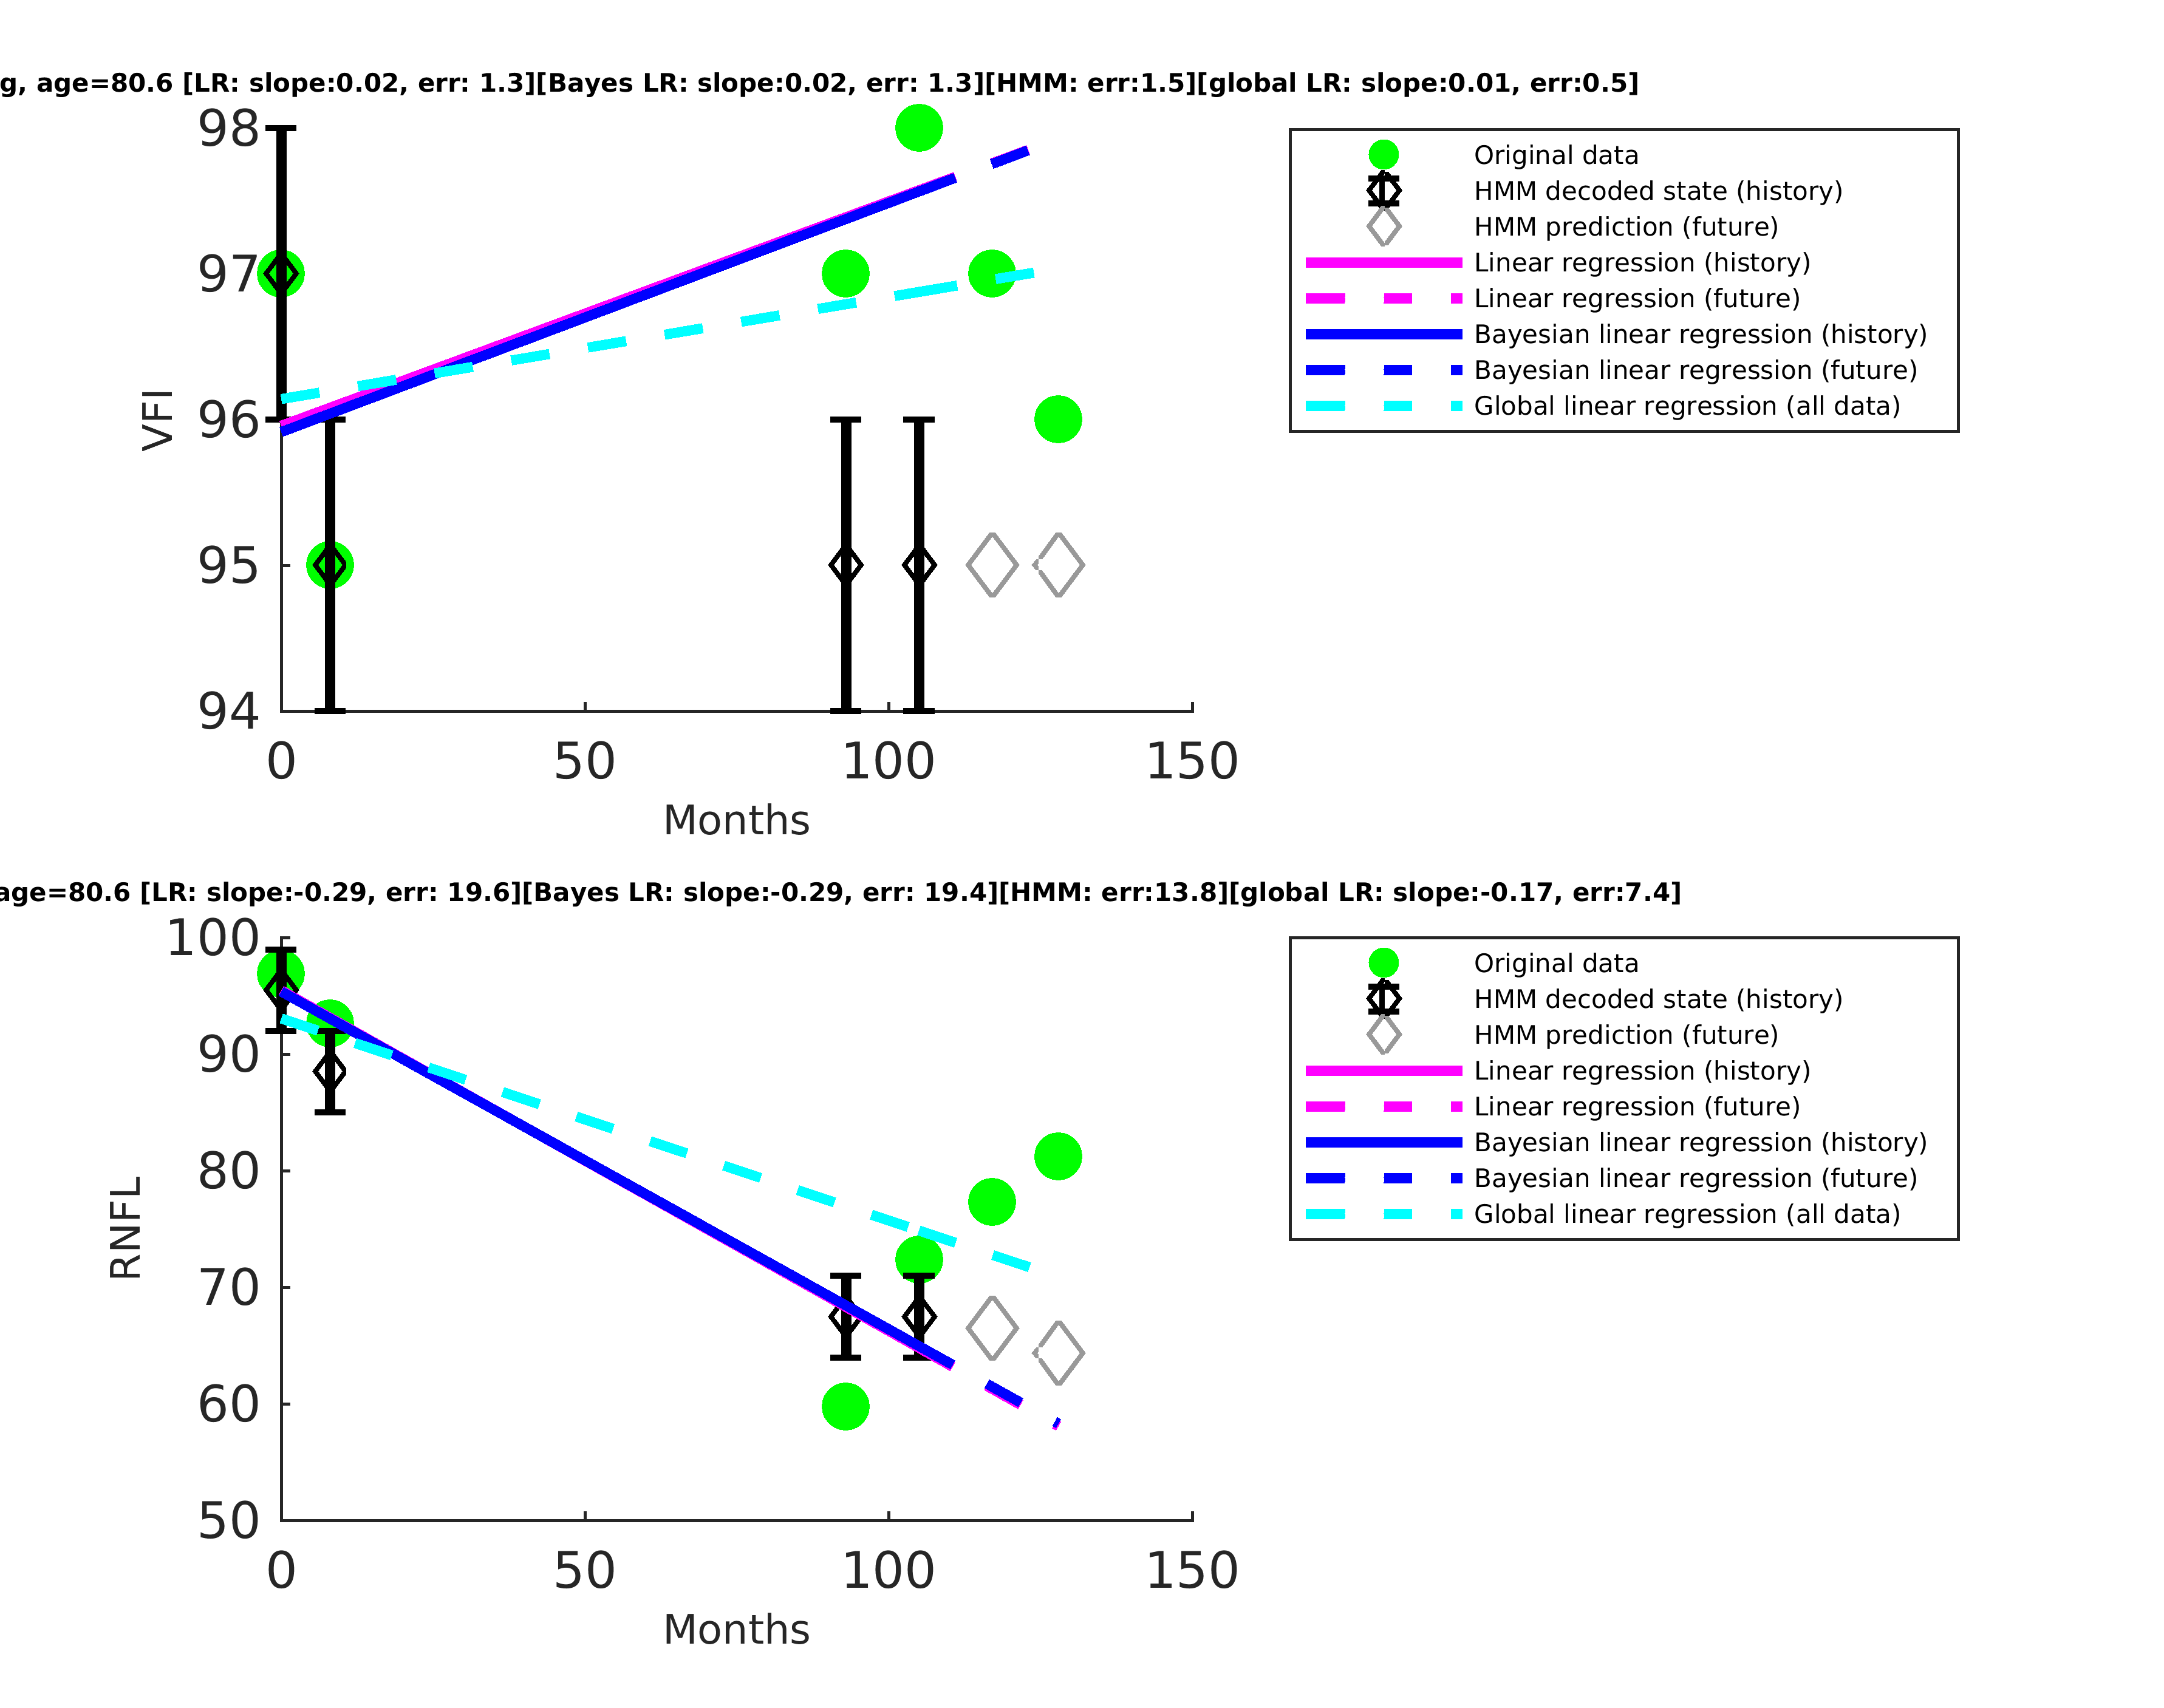 g, age=80.6 [LR: slope:0.02, err: 1.3][Bayes LR: slope:0.02, err: 1.3][HMM: err:1.5][global LR: slope:0.01, err:0.5]
98
97
96
95
94
VFI
0 50 100 150
Months
Original data
HMM decoded state (history)
HMM prediction (future)
Linear regression (history)
Linear regression (future)
Bayesian linear regression (history)
Bayesian linear regression (future)
Global linear regression (all data)
age=80.6 [LR: slope:-0.29, err: 19.6][Bayes LR: slope:-0.29, err: 19.4][HMM: err:13.8][global LR: slope:-0.17, err:7.4]
100
90
80
70
60
50
RNFL
0 50 100 150
Months
Original data
HMM decoded state (history)
HMM prediction (future)
Linear regression (history)
Linear regression (future)
Bayesian linear regression (history)
Bayesian linear regression (future)
Global linear regression (all data)